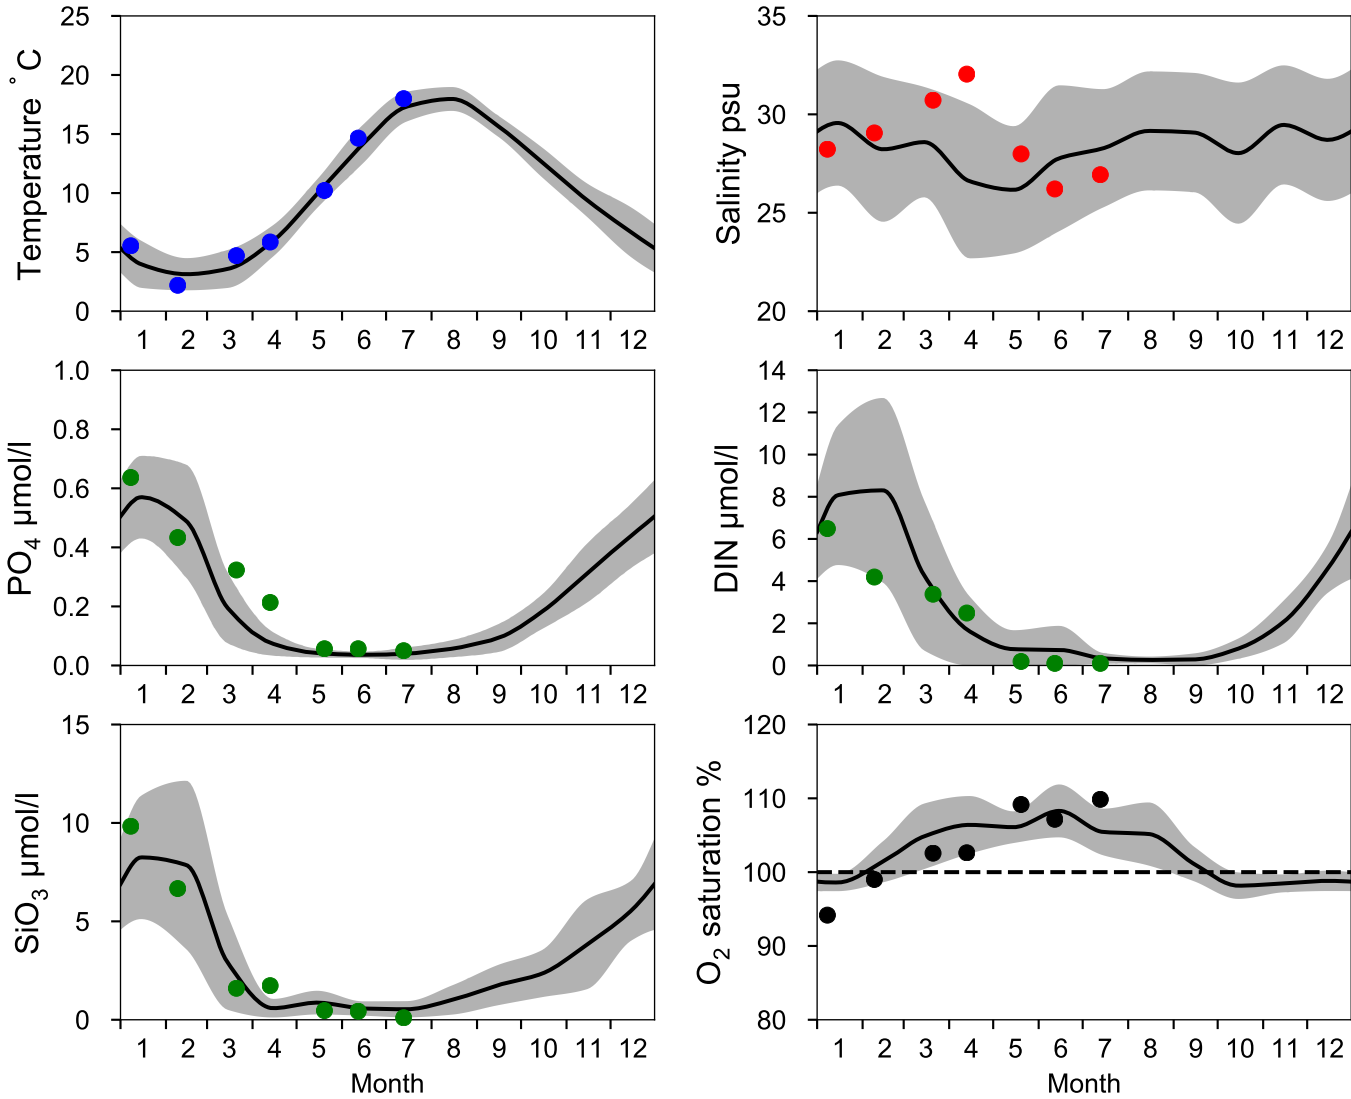 Temperature °C
25
20
15
10
5
0
1 2 3 4 5 6 7 8 9 10 11 12
Salinity psu
35
30
25
20
1 2 3 4 5 6 7 8 9 10 11 12
PO4 µmol/l
1.0
0.8
0.6
0.4
0.2
0.0
1 2 3 4 5 6 7 8 9 10 11 12
DIN µmol/l
14
12
10
8
6
4
2
0
1 2 3 4 5 6 7 8 9 10 11 12
SiO3 µmol/l
15
10
5
0
1 2 3 4 5 6 7 8 9 10 11 12
Month
O2 saturation %
120
110
100
90
80
1 2 3 4 5 6 7 8 9 10 11 12
Month